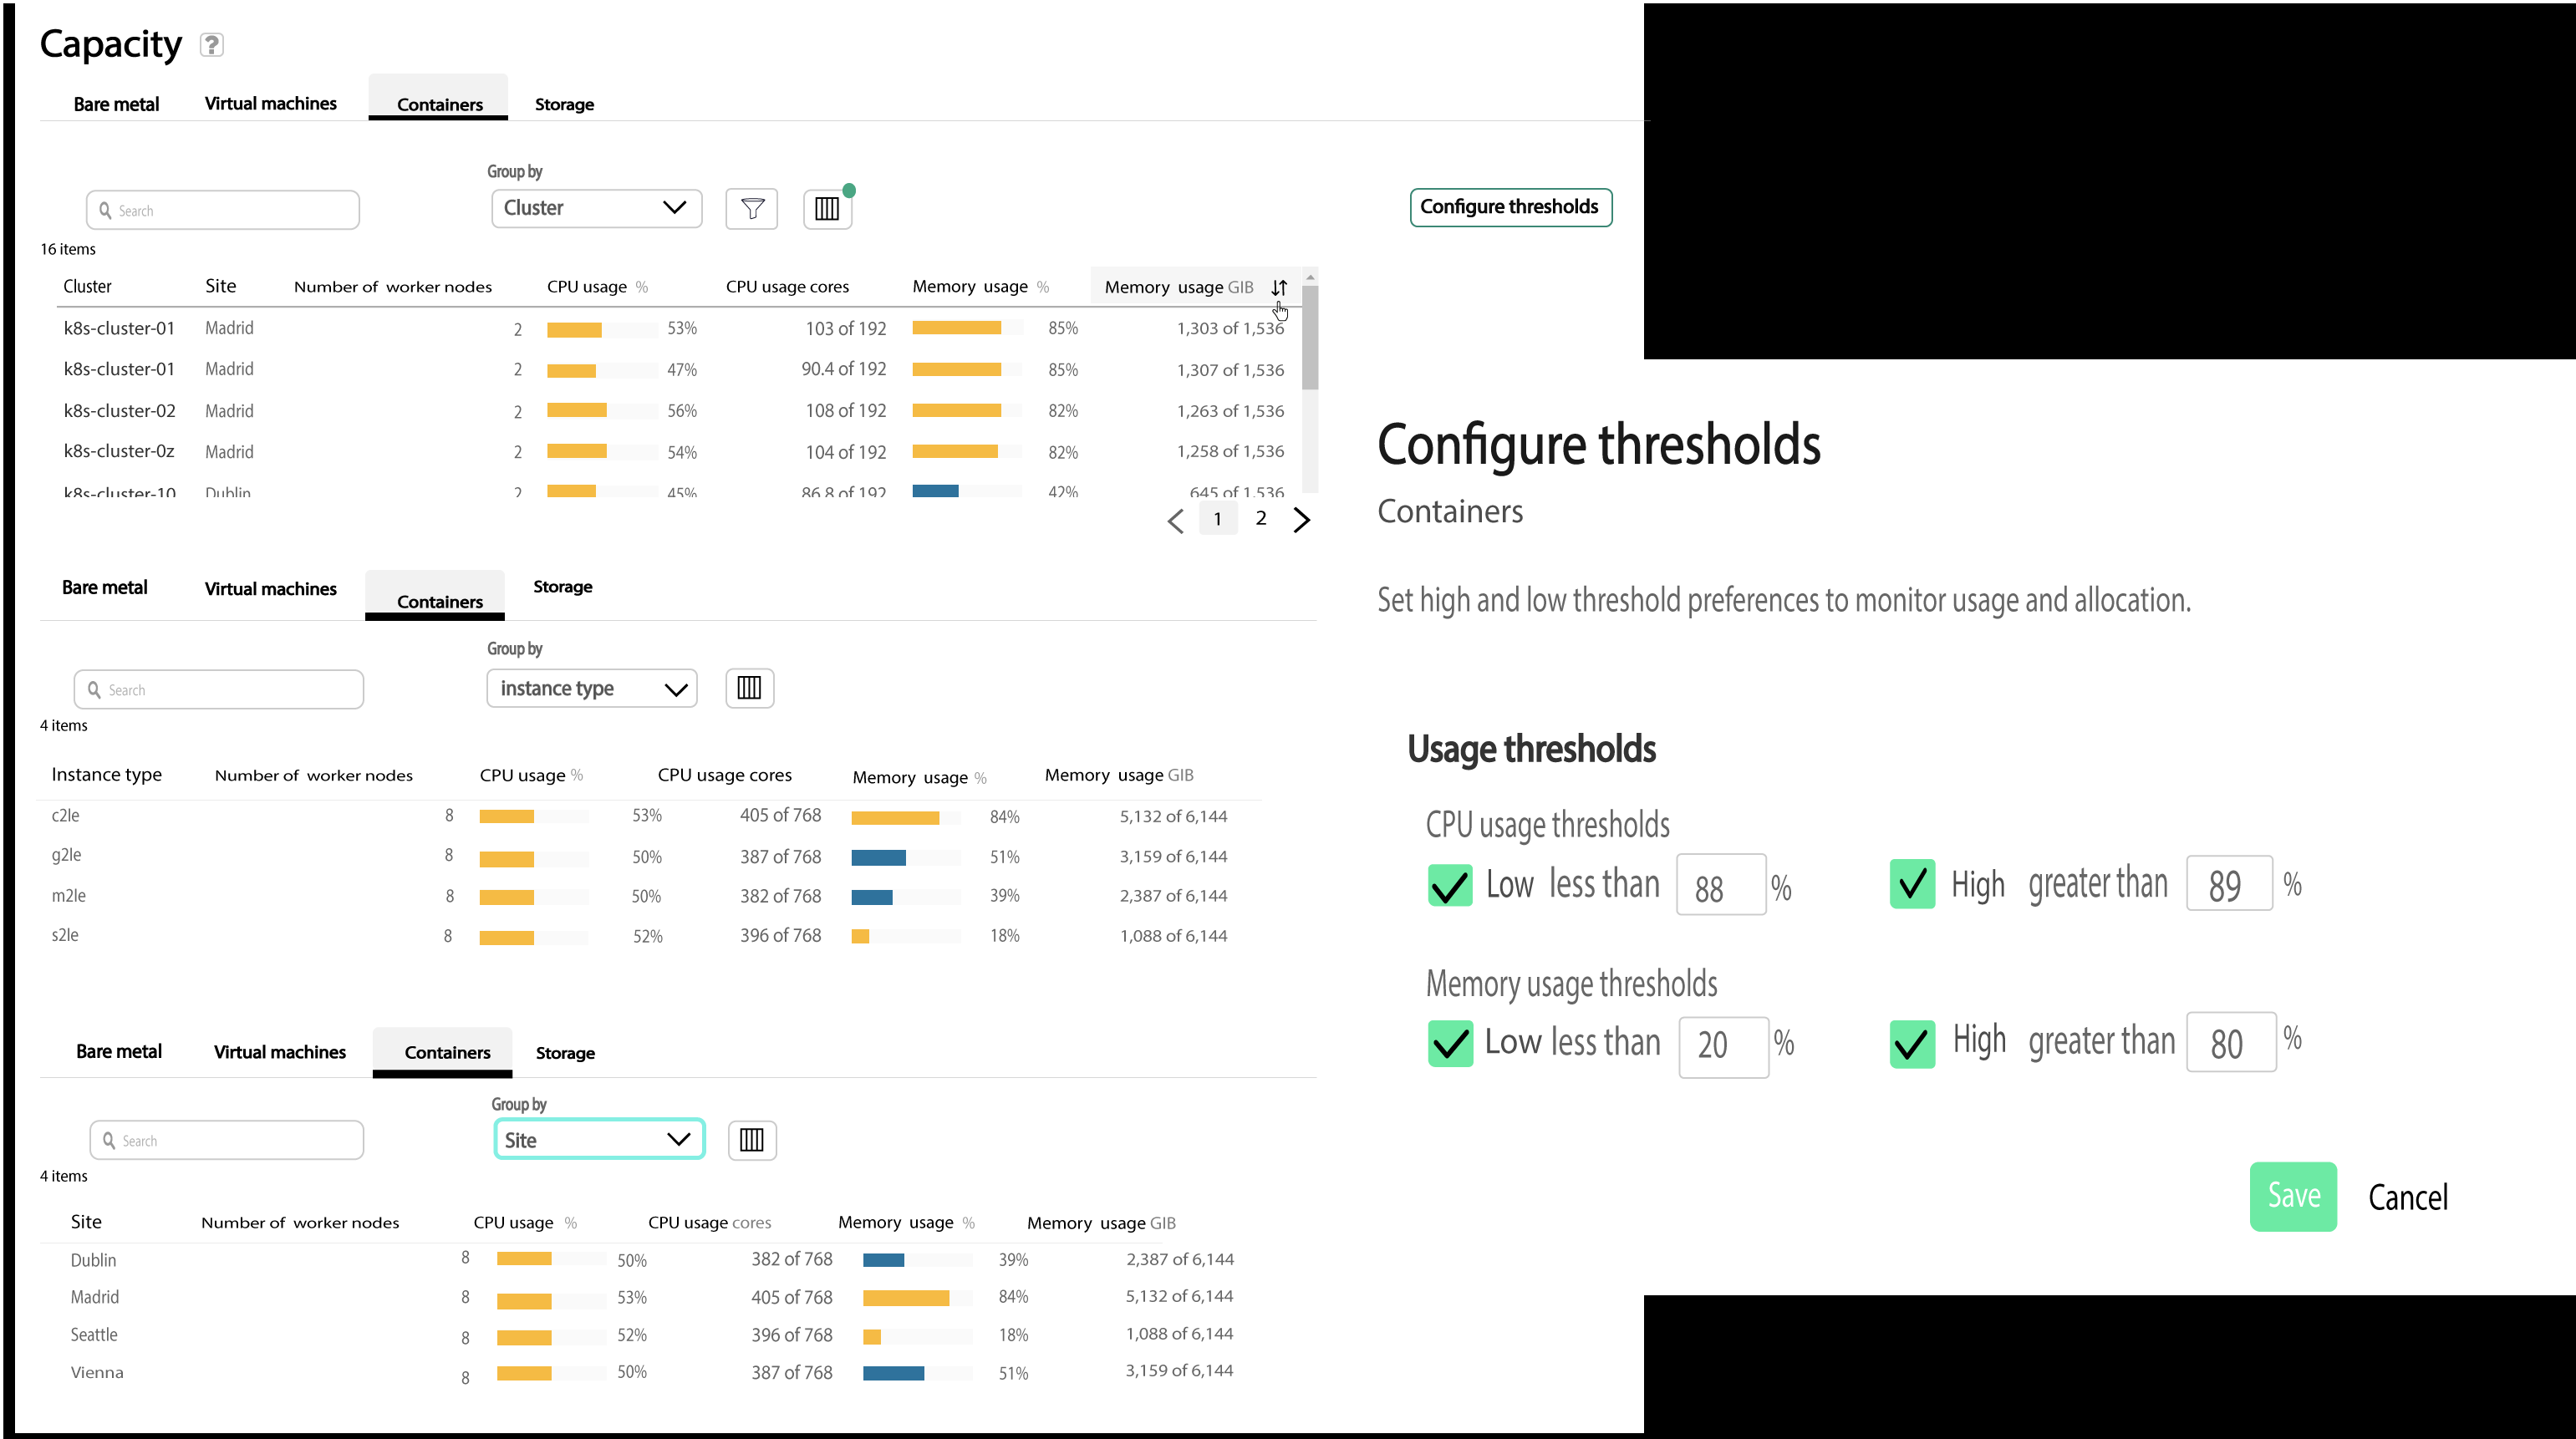 Capacity ?
Bare metal Virtual machines Containers Storage
Group by
Search Cluster Configure thresholds
16 items
Cluster Site Number of worker nodes CPU usage % CPU usage cores Memory usage % Memory usage GIB
k8s-cluster-01 Madrid 2 53% 103 of 192 85% 1,303 of 1,536
k8s-cluster-01 Madrid 2 47% 90.4 of 192 85% 1,307 of 1,536
k8s-cluster-02 Madrid 2 56% 108 of 192 82% 1,263 of 1,536
k8s-cluster-0z Madrid 2 54% 104 of 192 82% 1,258 of 1,536
k8s-cluster-10 Dublin 2 45% 86.8 of 192 42% 645 of 1,536
1 2
Bare metal Virtual machines Containers Storage
Group by
Search instance type
4 items
Instance type Number of worker nodes CPU usage % CPU usage cores Memory usage % Memory usage GIB
c2le 8 53% 405 of 768 84% 5,132 of 6,144
g2le 8 50% 387 of 768 51% 3,159 of 6,144
m2le 8 50% 382 of 768 39% 2,387 of 6,144
s2le 8 52% 396 of 768 18% 1,088 of 6,144
Bare metal Virtual machines Containers Storage
Group by
Search Site
4 items
Site Number of worker nodes CPU usage % CPU usage cores Memory usage % Memory usage GIB
Dublin 8 50% 382 of 768 39% 2,387 of 6,144
Madrid 8 53% 405 of 768 84% 5,132 of 6,144
Seattle 8 52% 396 of 768 18% 1,088 of 6,144
Vienna 8 50% 387 of 768 51% 3,159 of 6,144
Configure thresholds
Containers
Set high and low threshold preferences to monitor usage and allocation.
Usage thresholds
CPU usage thresholds
Low less than 88 % High greater than 89 %
Memory usage thresholds
Low less than 20 % High greater than 80 %
Save Cancel